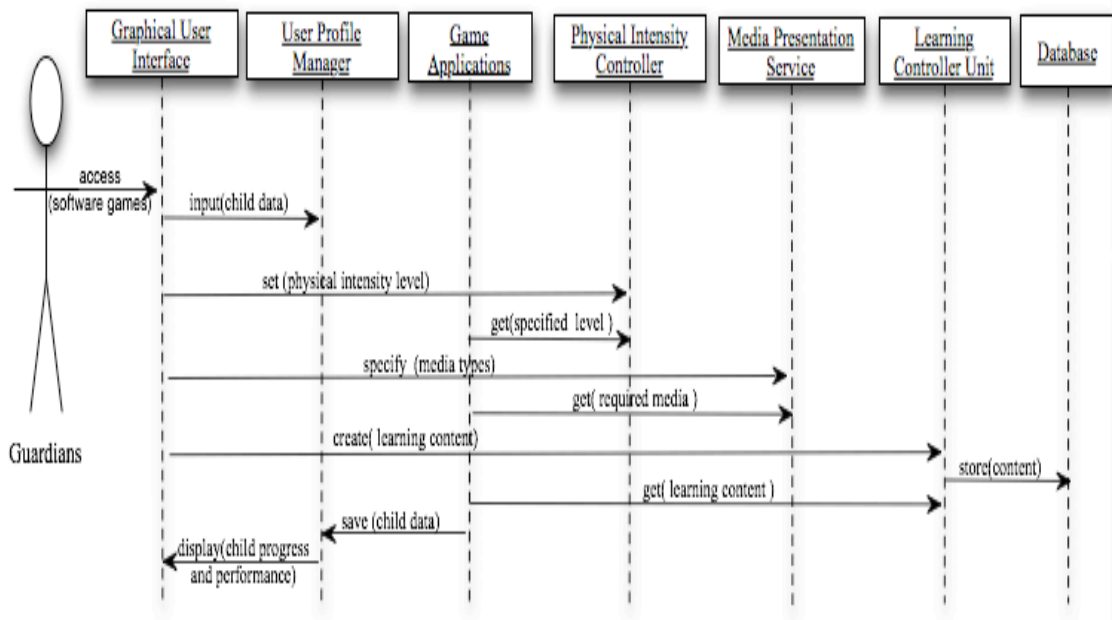 Graphical User
Interface
User Profile
Manager
Game
Applications
Physical Intensity
Controller
Media Presentation
Service
Learning
Controller Unit
Database
access
(software games)
input(child data)
set (physical intensity level)
get(specified level )
specify (media types)
get( required media )
create( learning content)
Guardians
store(content)
get( learning content )
save (child data)
display(child progress
and performance)